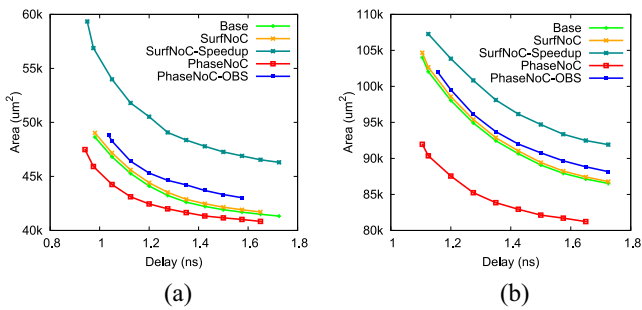 60k
55k
50k
45k
40k
Area (um²)
0.8
1
1.2
1.4
1.6
1.8
Delay (ns)
Base
SurfNoC
SurfNoC-Speedup
PhaseNoC
PhaseNoC-OBS
(a)
110k
105k
100k
95k
90k
85k
80k
Area (um²)
1
1.2
1.4
1.6
1.8
Delay (ns)
Base
SurfNoC
SurfNoC-Speedup
PhaseNoC
PhaseNoC-OBS
(b)